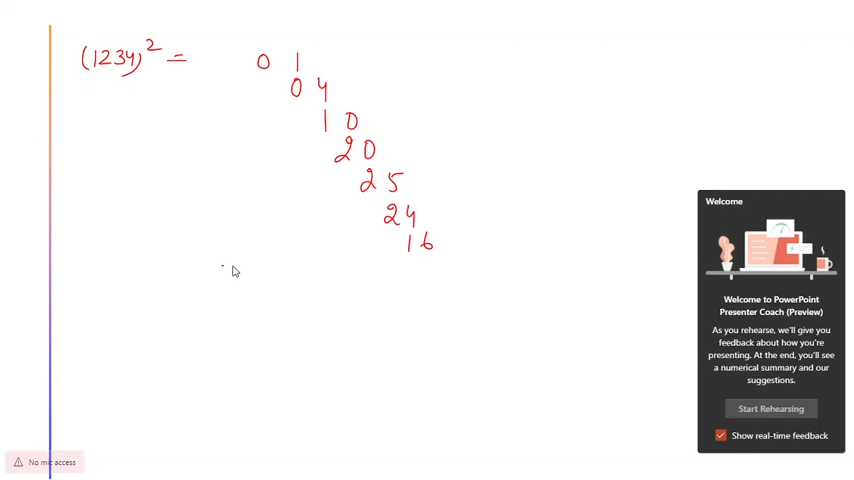 (1234)² = 0 1
0 4
1 0
2 0
2 5
2 4
1 6
Welcome
Welcome to PowerPoint
Presenter Coach (Preview)
As you rehearse, we'll give you
feedback about how you're
presenting. At the end, you'll see
a numerical summary and our
suggestions.
Start Rehearsing
Show real-time feedback
No mic access